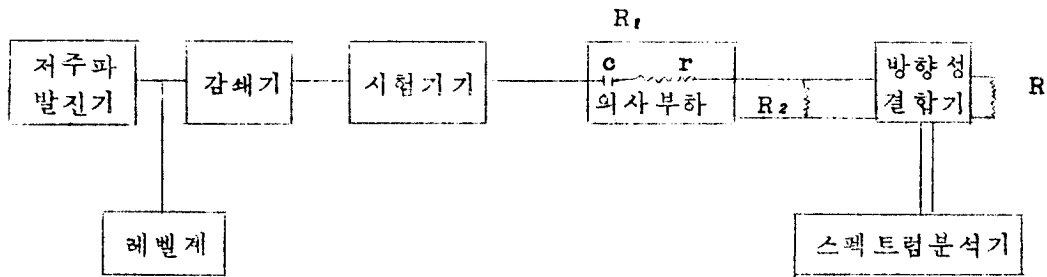 R₁
저주파
발진기
감쇄기
시험기기
c r
의사부하
R₂
방향성
결합기
R
레벨계
스펙트럼분석기